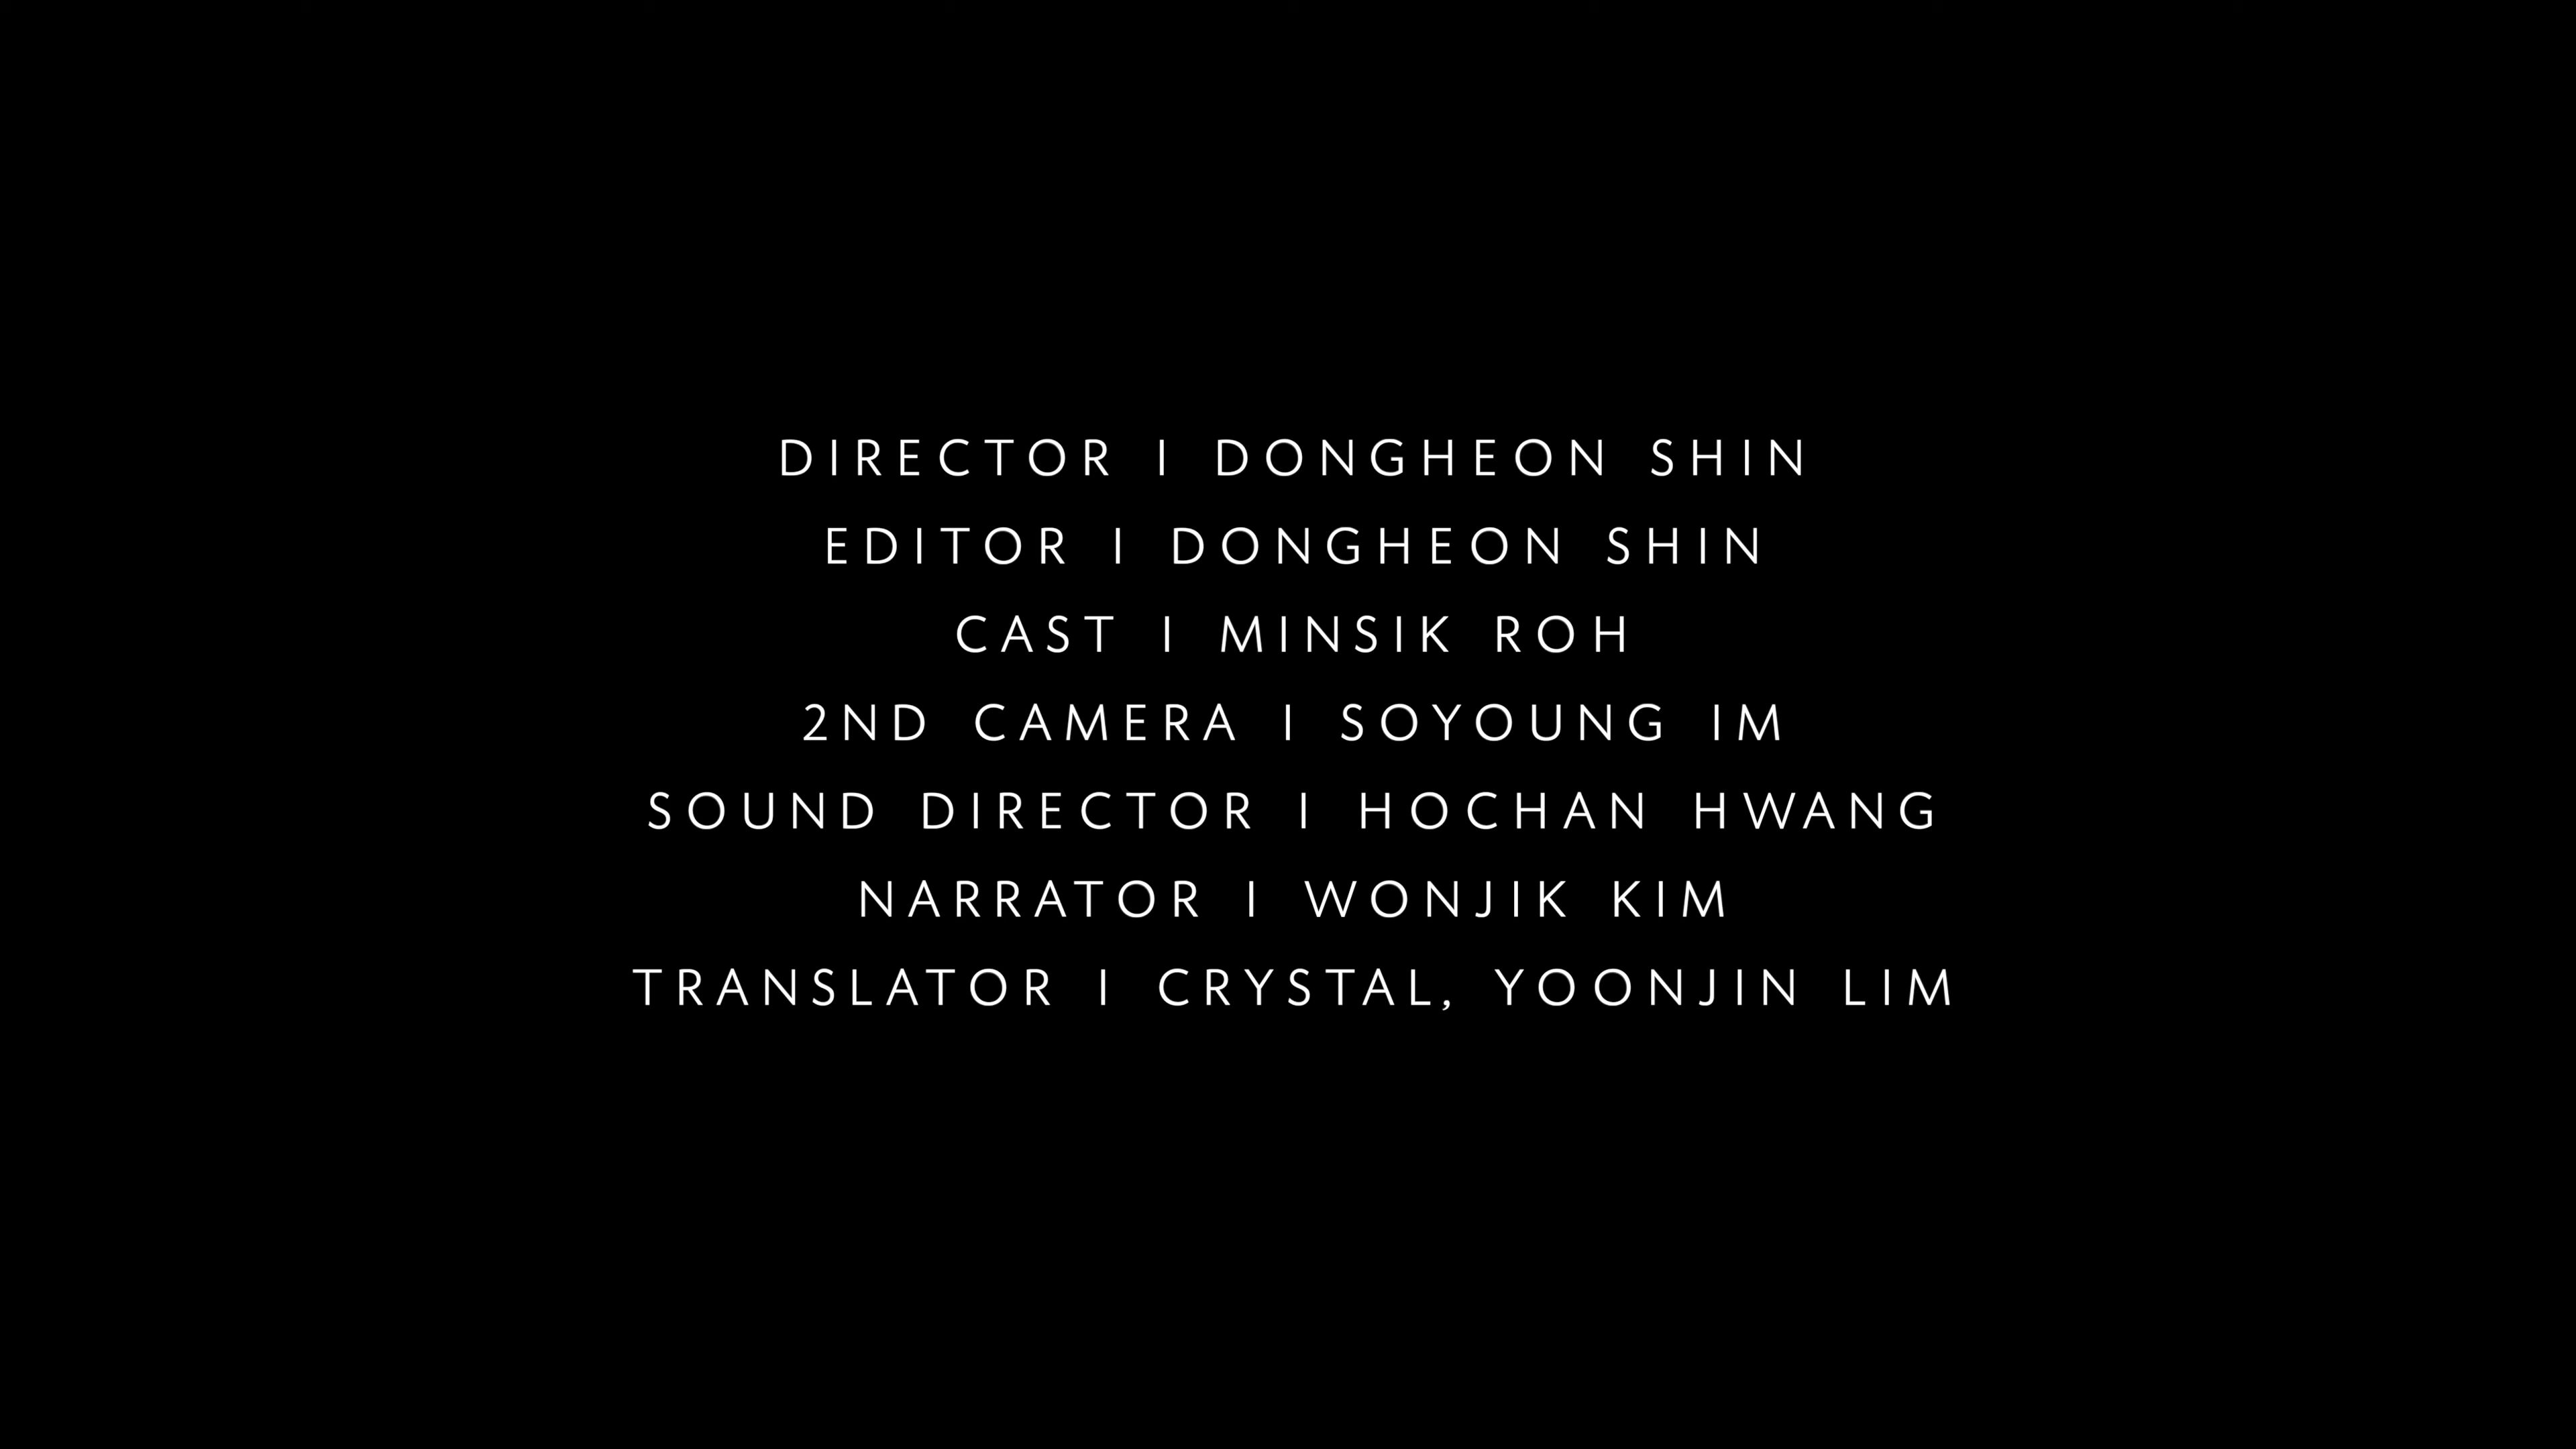 DIRECTOR I DONGHEON SHIN
EDITOR I DONGHEON SHIN
CAST I MINSIK ROH
2ND CAMERA I SOYOUNG IM
SOUND DIRECTOR I HOCHAN HWANG
NARRATOR I WONJIK KIM
TRANSLATOR I CRYSTAL, YOONJIN LIM